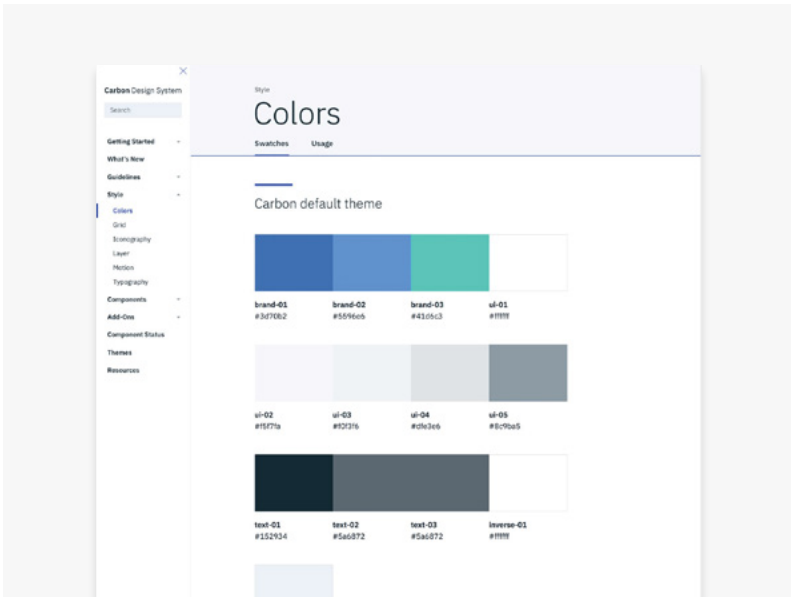 Carbon Design System
Search
Getting Started
What's New
Guidelines
Style
Colors
Grid
Iconography
Layer
Motion
Typography
Components
Add-Ons
Component Status
Themes
Resources
Style
Colors
Swatches Usage
Carbon default theme
brand-01 brand-02 brand-03 ui-01
#3d70b2 #5596e6 #41d6c3 #ffffff
ui-02 ui-03 ui-04 ui-05
#f5f7fa #f0f3f6 #dfe3e6 #8c9ba5
text-01 text-02 text-03 inverse-01
#152934 #5a6872 #5a6872 #ffffff